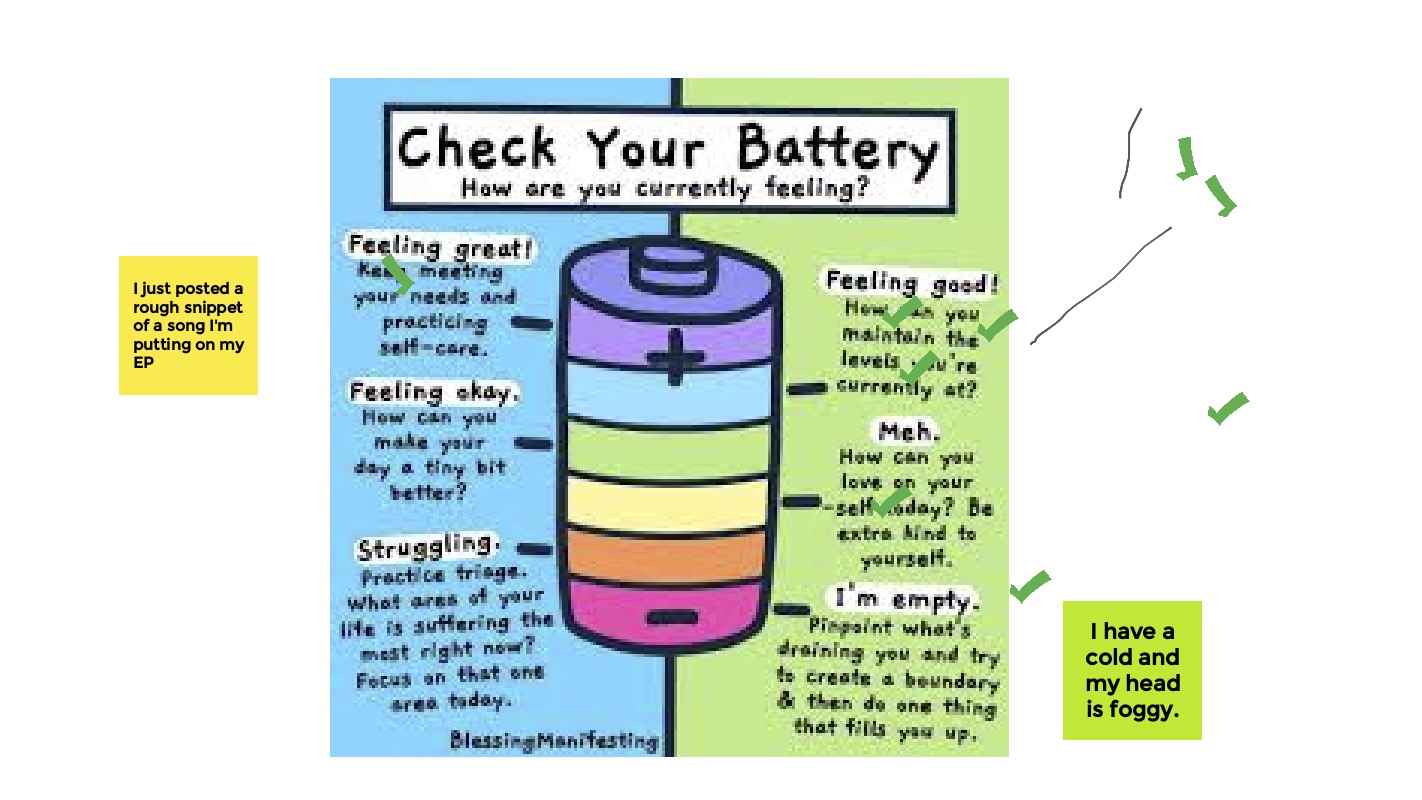 Check Your Battery
How are you currently feeling?
Feeling great!
Keep meeting
your needs and
practicing
self-care.
Feeling good!
How can you
maintain the
levels you're
currently at?
Feeling okay.
How can you
make your
day a tiny bit
better?
Meh.
How can you
love on your
-self today? Be
extra kind to
yourself.
Struggling.
Practice triage.
What area of your
life is suffering the
most right now?
Focus on that one
area today.
I'm empty.
Pinpoint what's
draining you and try
to create a boundary
& then do one thing
that fills you up.
BlessingManifesting
I just posted a
rough snippet
of a song I'm
putting on my
EP
I have a
cold and
my head
is foggy.